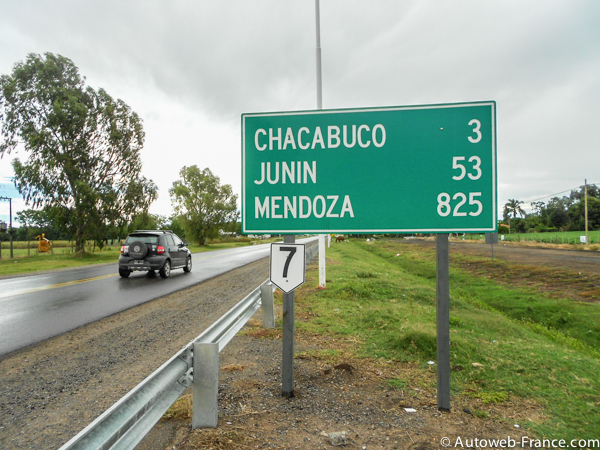 CHACABUCO 3
JUNIN 53
MENDOZA 825
7
© Autoweb-France.com